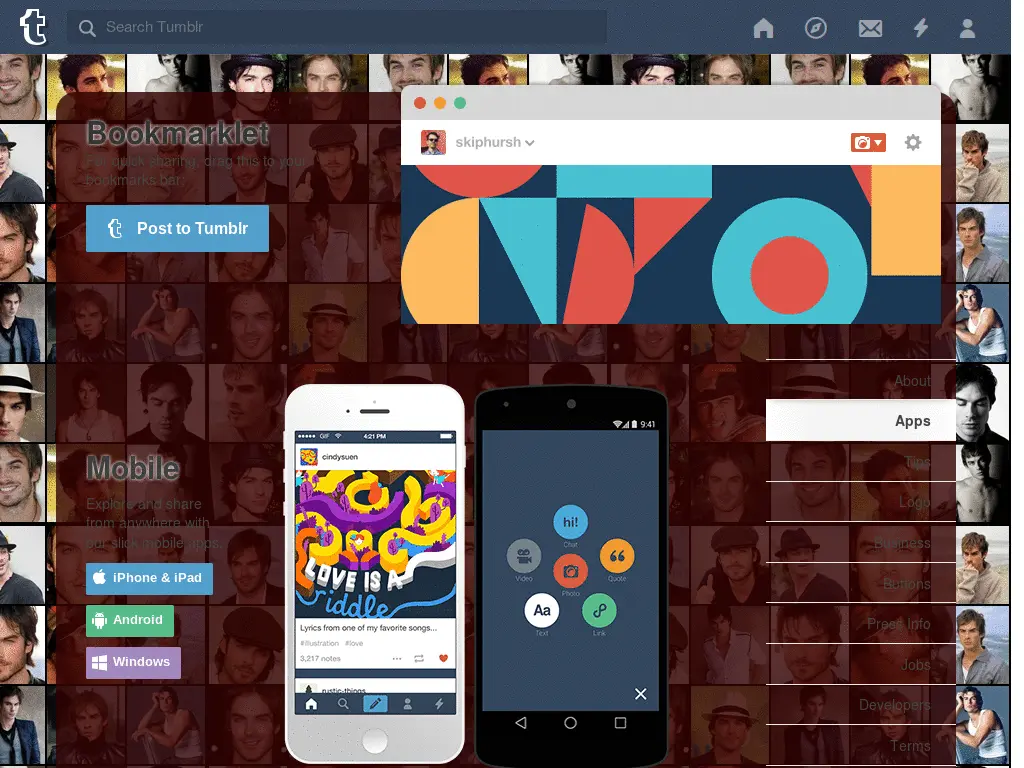 t
Search Tumblr
Bookmarklet
For quick sharing, drag this to your
bookmarks bar:
t Post to Tumblr
skiphursh
About
Apps
Tips
Logo
Business
Buttons
Press Info
Jobs
Developers
Terms
Mobile
Explore and share
from anywhere with
our slick mobile apps.
iPhone & iPad
Android
Windows
GIF 4:21 PM
cindysuen
LOVE IS A
riddle
Lyrics from one of my favorite songs...
#illustration #love
3,217 notes
rustic-things
9:41
hi!
Chat
Video
Photo
Quote
Aa
Text
Link